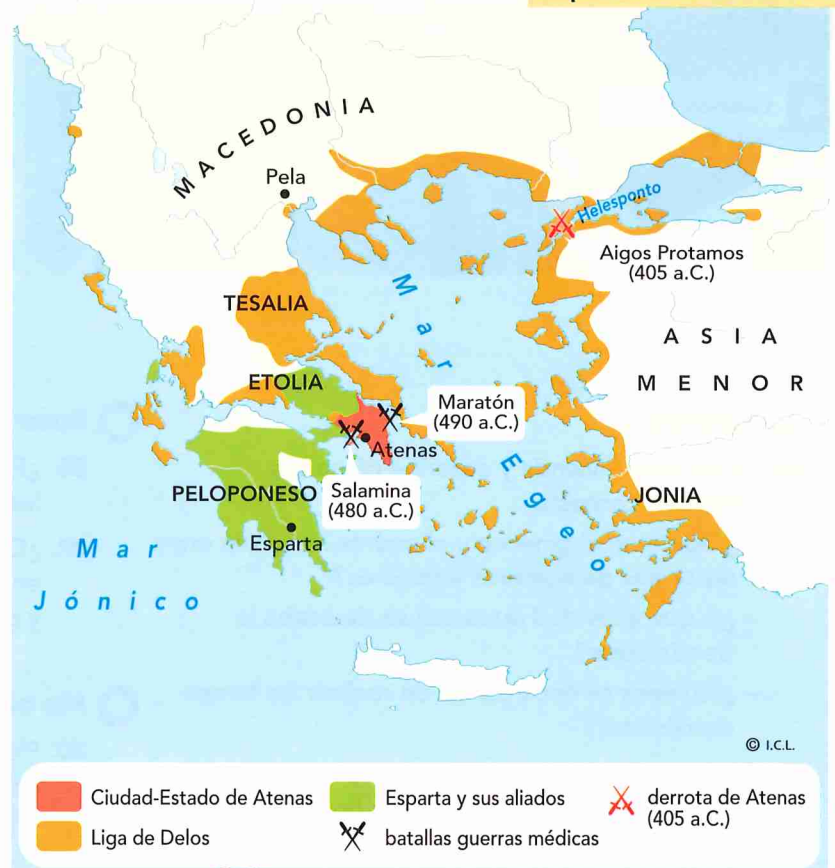 MACEDONIA
Pela
Helesponto
Aigos Protamos
(405 a.C.)
TESALIA
Mar Egeo
ASIA
MENOR
ETOLIA
Maratón
(490 a.C.)
Atenas
PELOPONESO
Salamina
(480 a.C.)
JONIA
Esparta
Mar
Jónico
© I.C.L.
Ciudad-Estado de Atenas
Esparta y sus aliados
derrota de Atenas
(405 a.C.)
Liga de Delos
batallas guerras médicas